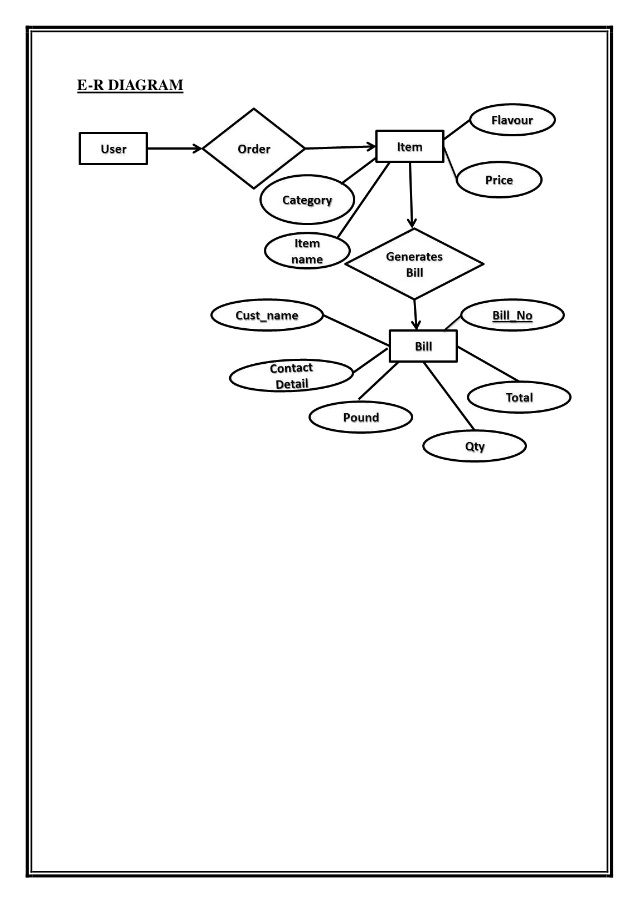 E-R DIAGRAM
Flavour
User
Order
Item
Price
Category
Item
name
Generates
Bill
Cust_name
Bill_No
Bill
Contact
Detail
Total
Pound
Qty